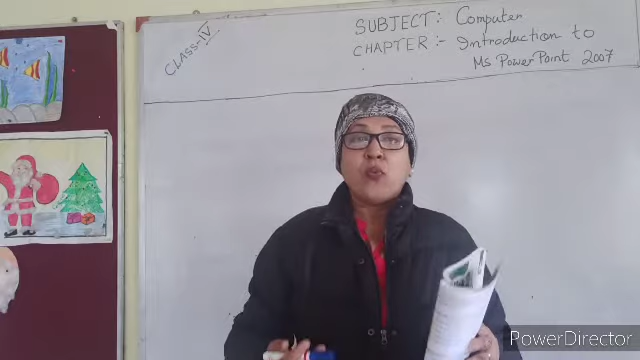 CLASS-IV
SUBJECT:- Computer
CHAPTER:- Introduction to
Ms PowerPoint 2007
PowerDirector